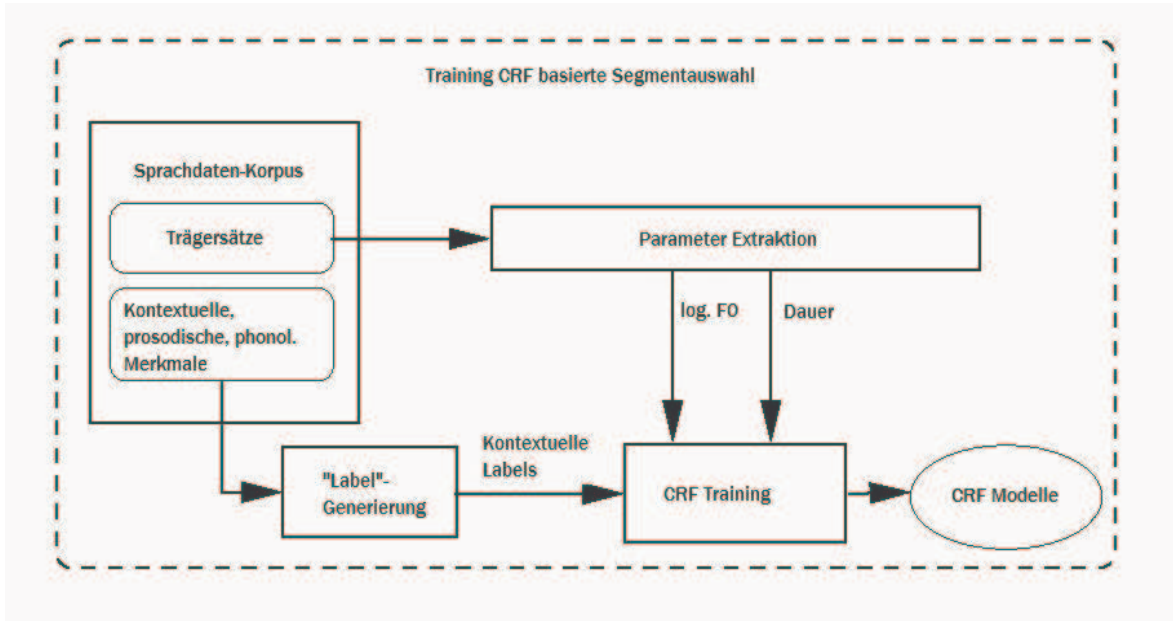 Training CRF basierte Segmentauswahl
Sprachdaten-Korpus
Trägersätze
Parameter Extraktion
Kontextuelle,
prosodische, phonol.
Merkmale
log. F0
Dauer
"Label"-
Generierung
Kontextuelle
Labels
CRF Training
CRF Modelle